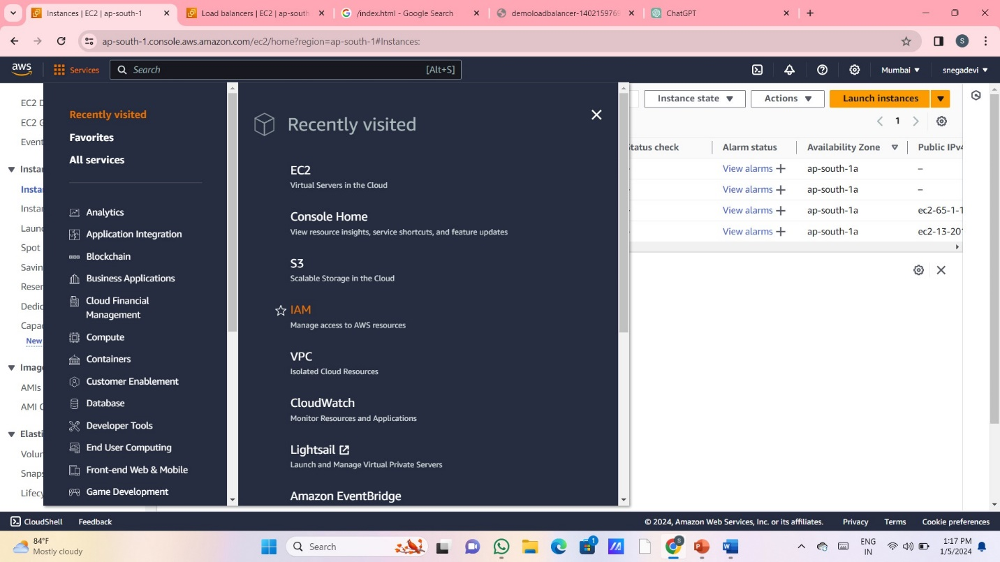 Instances | EC2 | ap-south-1
Load balancers | EC2 | ap-south
/index.html - Google Search
demoloadbalancer-1402159769
ChatGPT
ap-south-1.console.aws.amazon.com/ec2/home?region=ap-south-1#Instances:
S
aws
Services
Search
[Alt+S]
Mumbai
snegadevi
EC2 D
EC2 G
Event
Instan
Insta
Insta
Laun
Spot
Savin
Reser
Dedic
Capa
New
Imag
AMIs
AMI C
Elasti
Volu
Snaps
Lifecy
Recently visited
Favorites
All services
Analytics
Application Integration
Blockchain
Business Applications
Cloud Financial
Management
Compute
Containers
Customer Enablement
Database
Developer Tools
End User Computing
Front-end Web & Mobile
Game Development
Recently visited
EC2
Virtual Servers in the Cloud
Console Home
View resource insights, service shortcuts, and feature updates
S3
Scalable Storage in the Cloud
IAM
Manage access to AWS resources
VPC
Isolated Cloud Resources
CloudWatch
Monitor Resources and Applications
Lightsail
Launch and Manage Virtual Private Servers
Amazon EventBridge
Instance state
Actions
Launch instances
1
Status check
Alarm status
Availability Zone
Public IPv4
View alarms
ap-south-1a
–
View alarms
ap-south-1a
–
View alarms
ap-south-1a
ec2-65-1-1
View alarms
ap-south-1a
ec2-13-201
CloudShell
Feedback
© 2024, Amazon Web Services, Inc. or its affiliates.
Privacy
Terms
Cookie preferences
84°F
Mostly cloudy
Search
1
S
ENG
IN
1:17 PM
1/5/2024